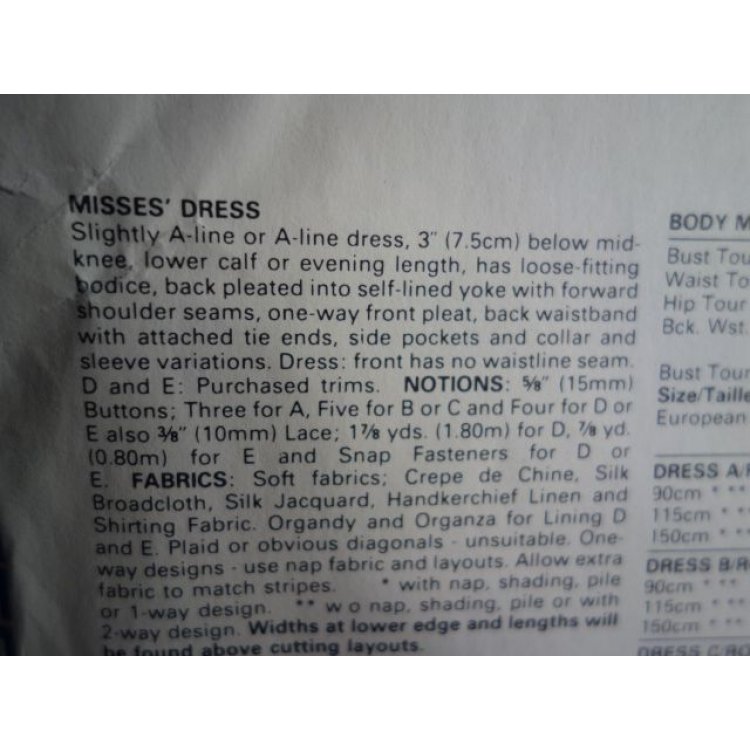 MISSES' DRESS
Slightly A-line or A-line dress, 3" (7.5cm) below mid-
knee, lower calf or evening length, has loose-fitting
bodice, back pleated into self-lined yoke with forward
shoulder seams, one-way front pleat, back waistband
with attached tie ends, side pockets and collar and
sleeve variations. Dress: front has no waistline seam.
D and E: Purchased trims. NOTIONS: ⅝" (15mm)
Buttons; Three for A, Five for B or C and Four for D or
E also ⅜" (10mm) Lace; 1⅞ yds. (1.80m) for D, ⅞ yd.
(0.80m) for E and Snap Fasteners for D or
E. FABRICS: Soft fabrics; Crepe de Chine, Silk
Broadcloth, Silk Jacquard, Handkerchief Linen and
Shirting Fabric. Organdy and Organza for Lining D
and E. Plaid or obvious diagonals - unsuitable. One-
way designs - use nap fabric and layouts. Allow extra
fabric to match stripes. * with nap, shading, pile
or 1-way design. ** w o nap, shading, pile or with
2-way design. Widths at lower edge and lengths will
be found above cutting layouts.
BODY M
Bust Tou
Waist To
Hip Tour
Bck. Wst.
Bust Tour
Size/Taille
European
DRESS A/R
90cm * **
115cm * **
150cm * **
DRESS B/R
90cm * **
115cm * **
150cm * **
DRESS C/RO